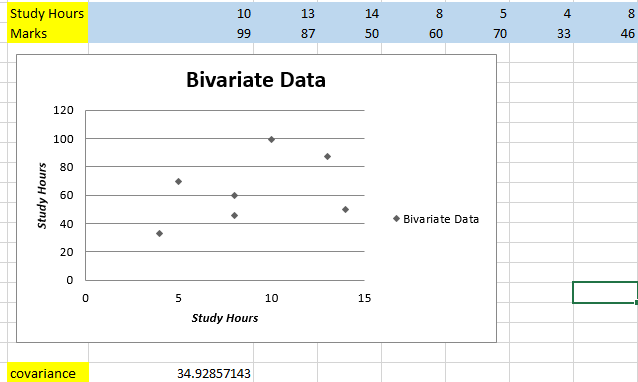 Study Hours 10 13 14 8 5 4 8
Marks 99 87 50 60 70 33 46
Bivariate Data
120
100
80
60
40
20
0
Study Hours
0 5 10 15
Study Hours
Bivariate Data
covariance 34.92857143